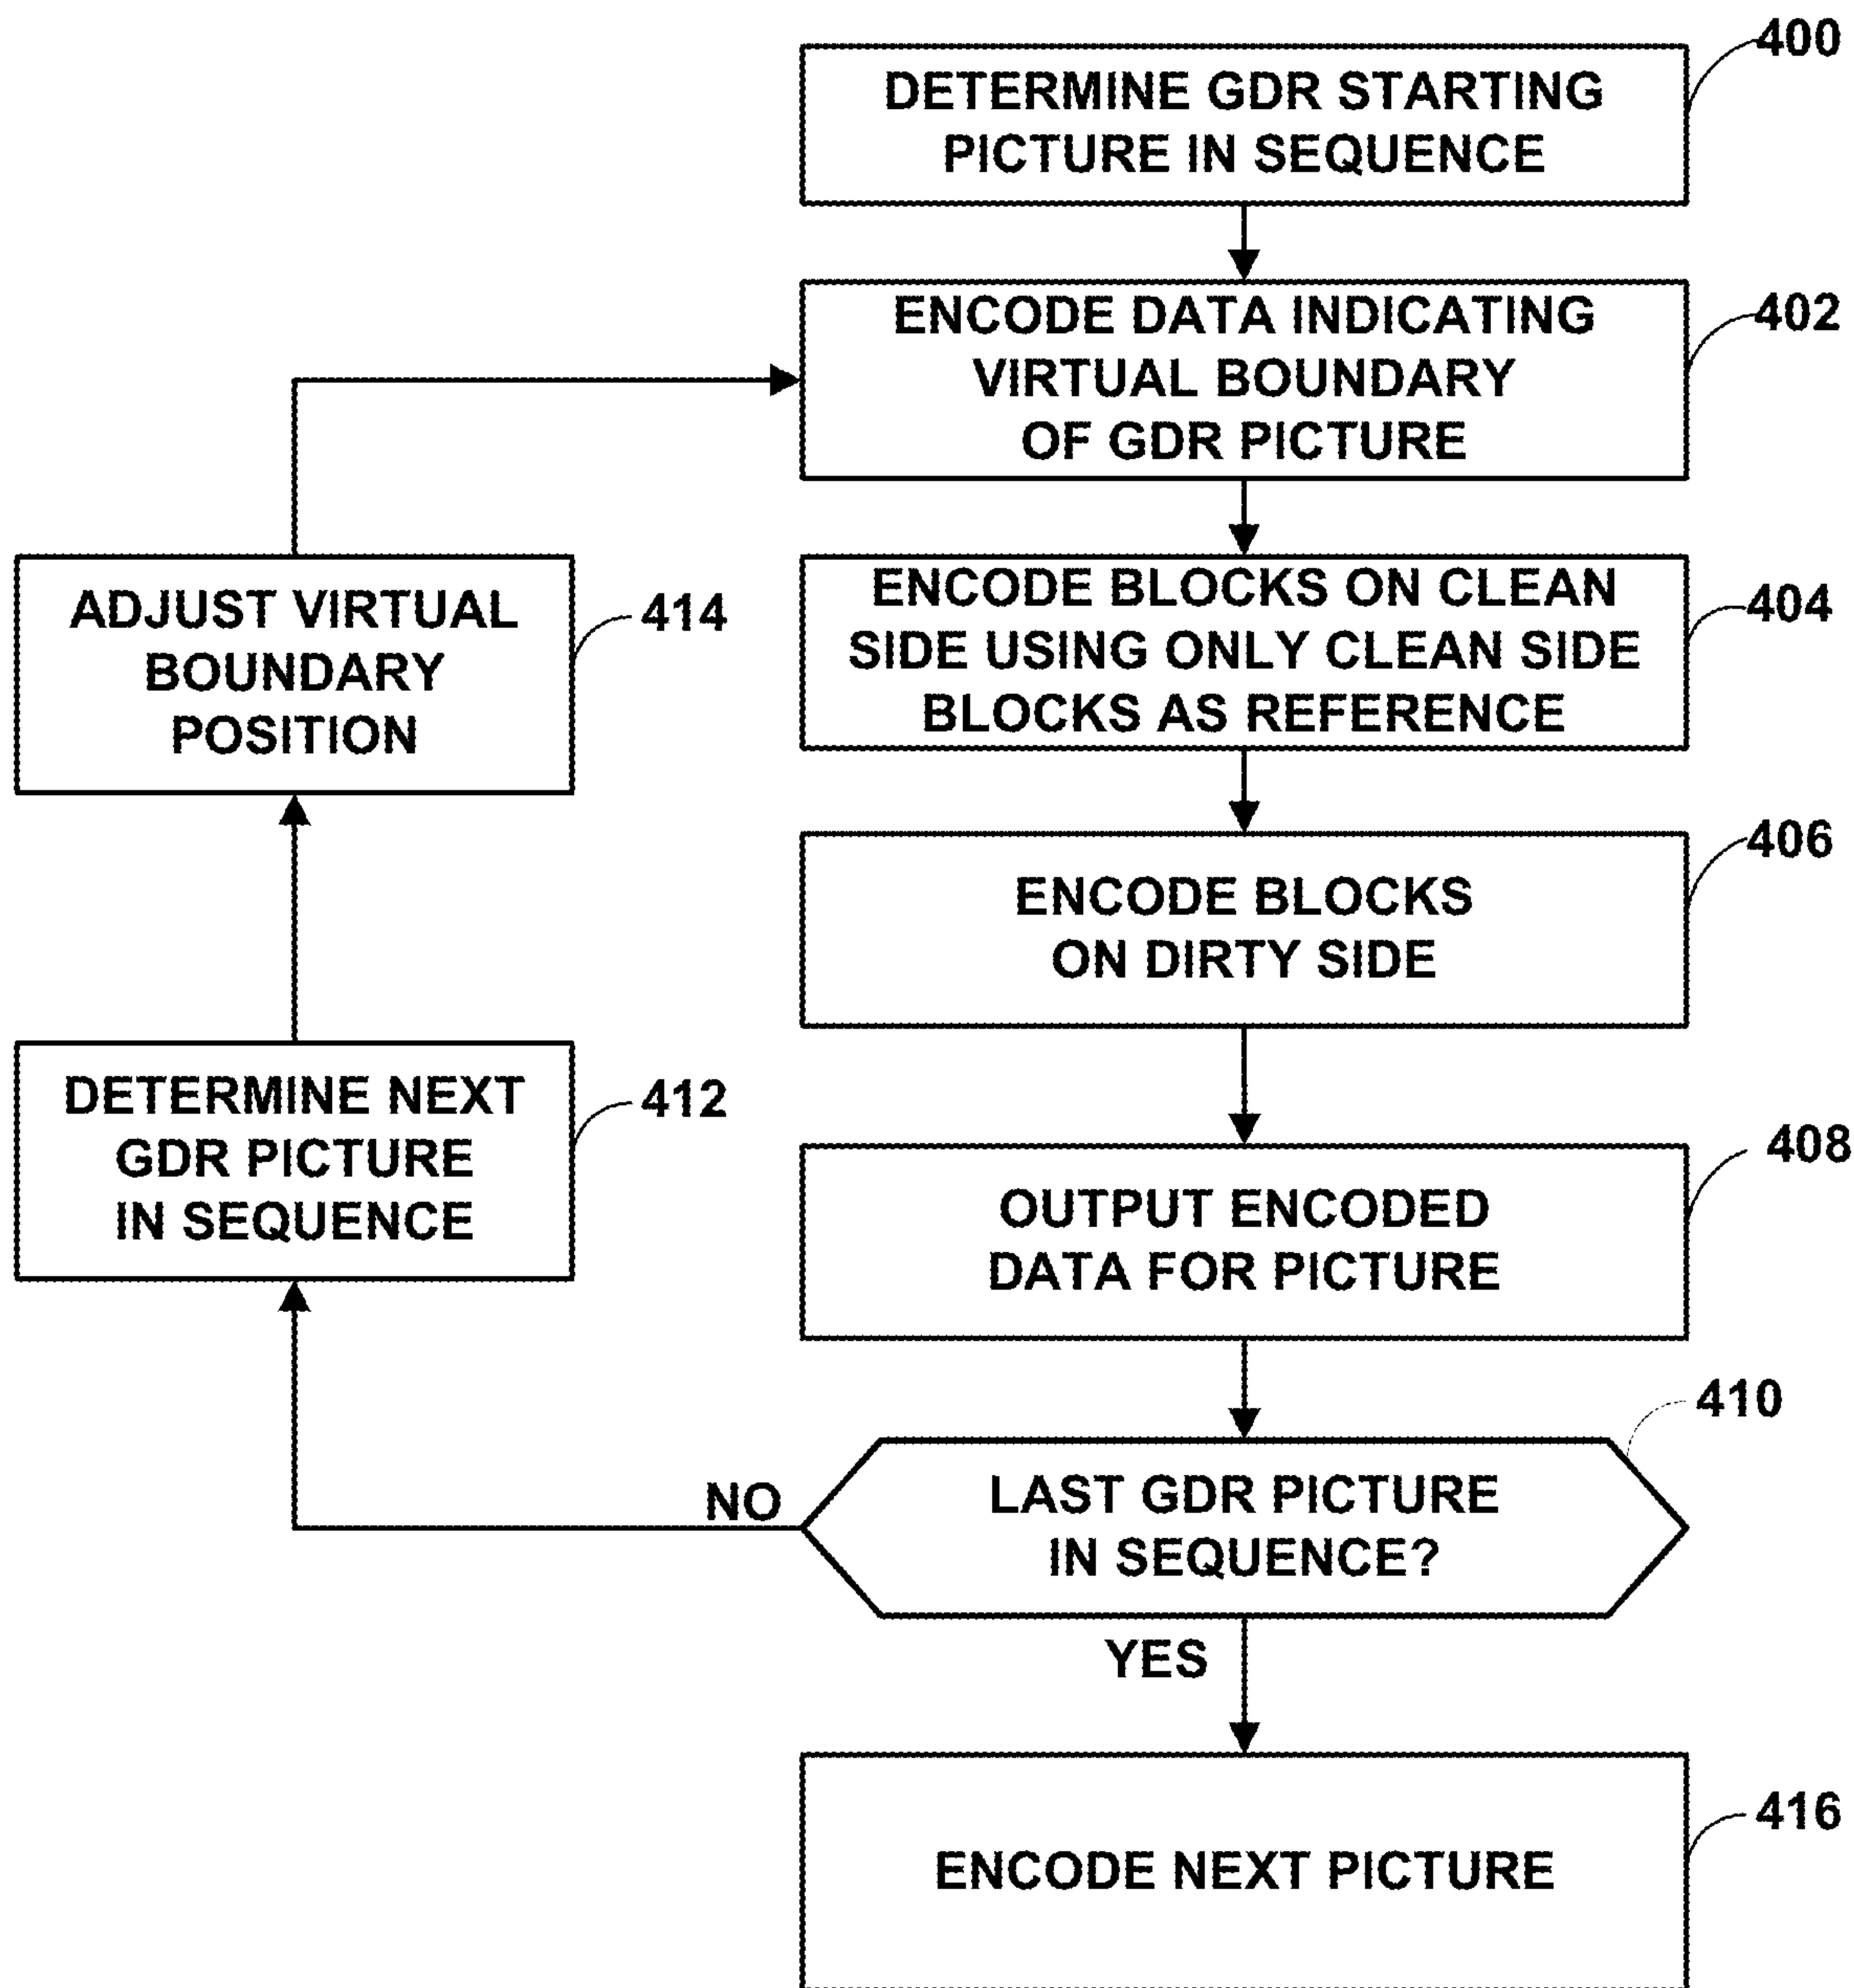 400
DETERMINE GDR STARTING
PICTURE IN SEQUENCE
402
ENCODE DATA INDICATING
VIRTUAL BOUNDARY
OF GDR PICTURE
404
ENCODE BLOCKS ON CLEAN
SIDE USING ONLY CLEAN SIDE
BLOCKS AS REFERENCE
406
ENCODE BLOCKS
ON DIRTY SIDE
408
OUTPUT ENCODED
DATA FOR PICTURE
410
LAST GDR PICTURE
IN SEQUENCE?
NO
412
DETERMINE NEXT
GDR PICTURE
IN SEQUENCE
414
ADJUST VIRTUAL
BOUNDARY
POSITION
YES
416
ENCODE NEXT PICTURE